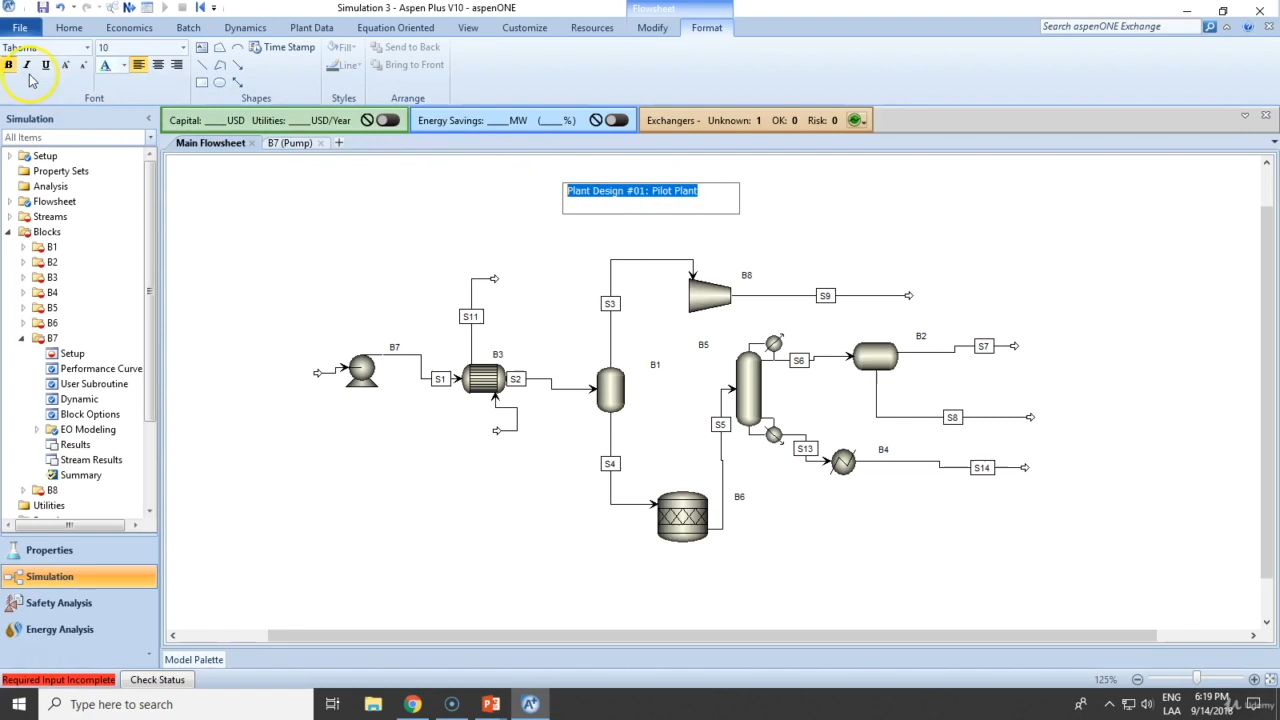 Simulation 3 - Aspen Plus V10 - aspenONE
Flowsheet
File Home Economics Batch Dynamics Plant Data Equation Oriented View Customize Resources Modify Format
Search aspenONE Exchange
Tahoma 10
Time Stamp
Fill
Send to Back
B I U A A A
Line
Bring to Front
Font Shapes Styles Arrange
Simulation
All Items
Capital: ____USD Utilities: ____USD/Year
Energy Savings: ____MW (____%)
Exchangers - Unknown: 1 OK: 0 Risk: 0
Main Flowsheet
B7 (Pump)
Setup
Property Sets
Analysis
Flowsheet
Streams
Blocks
B1
B2
B3
B4
B5
B6
B7
Setup
Performance Curve
User Subroutine
Dynamic
Block Options
EO Modeling
Results
Stream Results
Summary
B8
Utilities
Properties
Simulation
Safety Analysis
Energy Analysis
Plant Design #01: Pilot Plant
B8
S3
S9
S11
B2
B7
B5
S7
B3
S6
B1
S1
S2
S8
S5
S13
B4
S4
S14
B6
Model Palette
Required Input Incomplete
Check Status
125%
Type here to search
ENG
LAA
6:19 PM
9/14/2018
Udemy